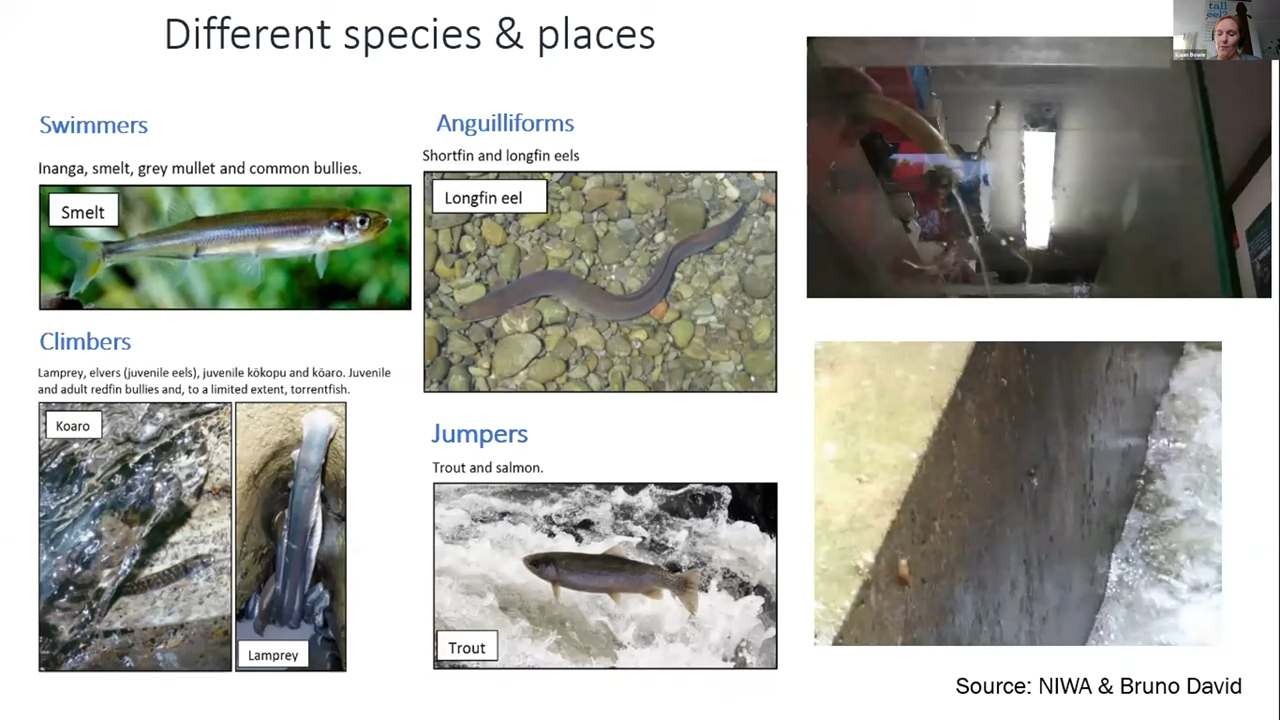 Different species & places
Swimmers
Inanga, smelt, grey mullet and common bullies.
Smelt
Climbers
Lamprey, elvers (juvenile eels), juvenile kōkopu and kōaro. Juvenile
and adult redfin bullies and, to a limited extent, torrentfish.
Koaro
Lamprey
Anguilliforms
Shortfin and longfin eels
Longfin eel
Jumpers
Trout and salmon.
Trout
tall
eel?
Source: NIWA & Bruno David